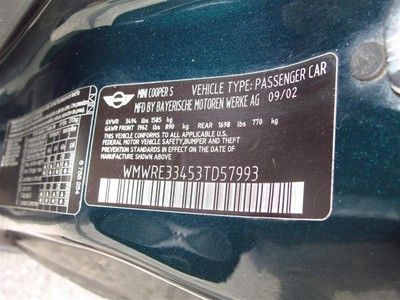 MINI COOPER S VEHICLE TYPE: PASSENGER CAR
MFD BY BAYERISCHE MOTOREN WERKE AG 09/02
GVWR 3494 lbs 1585 kg
GAWR FRONT 1962 lbs 890 kg REAR 1698 lbs 770 kg
THIS VEHICLE CONFORMS TO ALL APPLICABLE U.S.
FEDERAL MOTOR VEHICLE SAFETY, BUMPER AND THEFT
PREVENTION STANDARDS IN EFFECT ON THE DATE OF
MANUFACTURE SHOWN ABOVE.
WMWRE33453TD57993